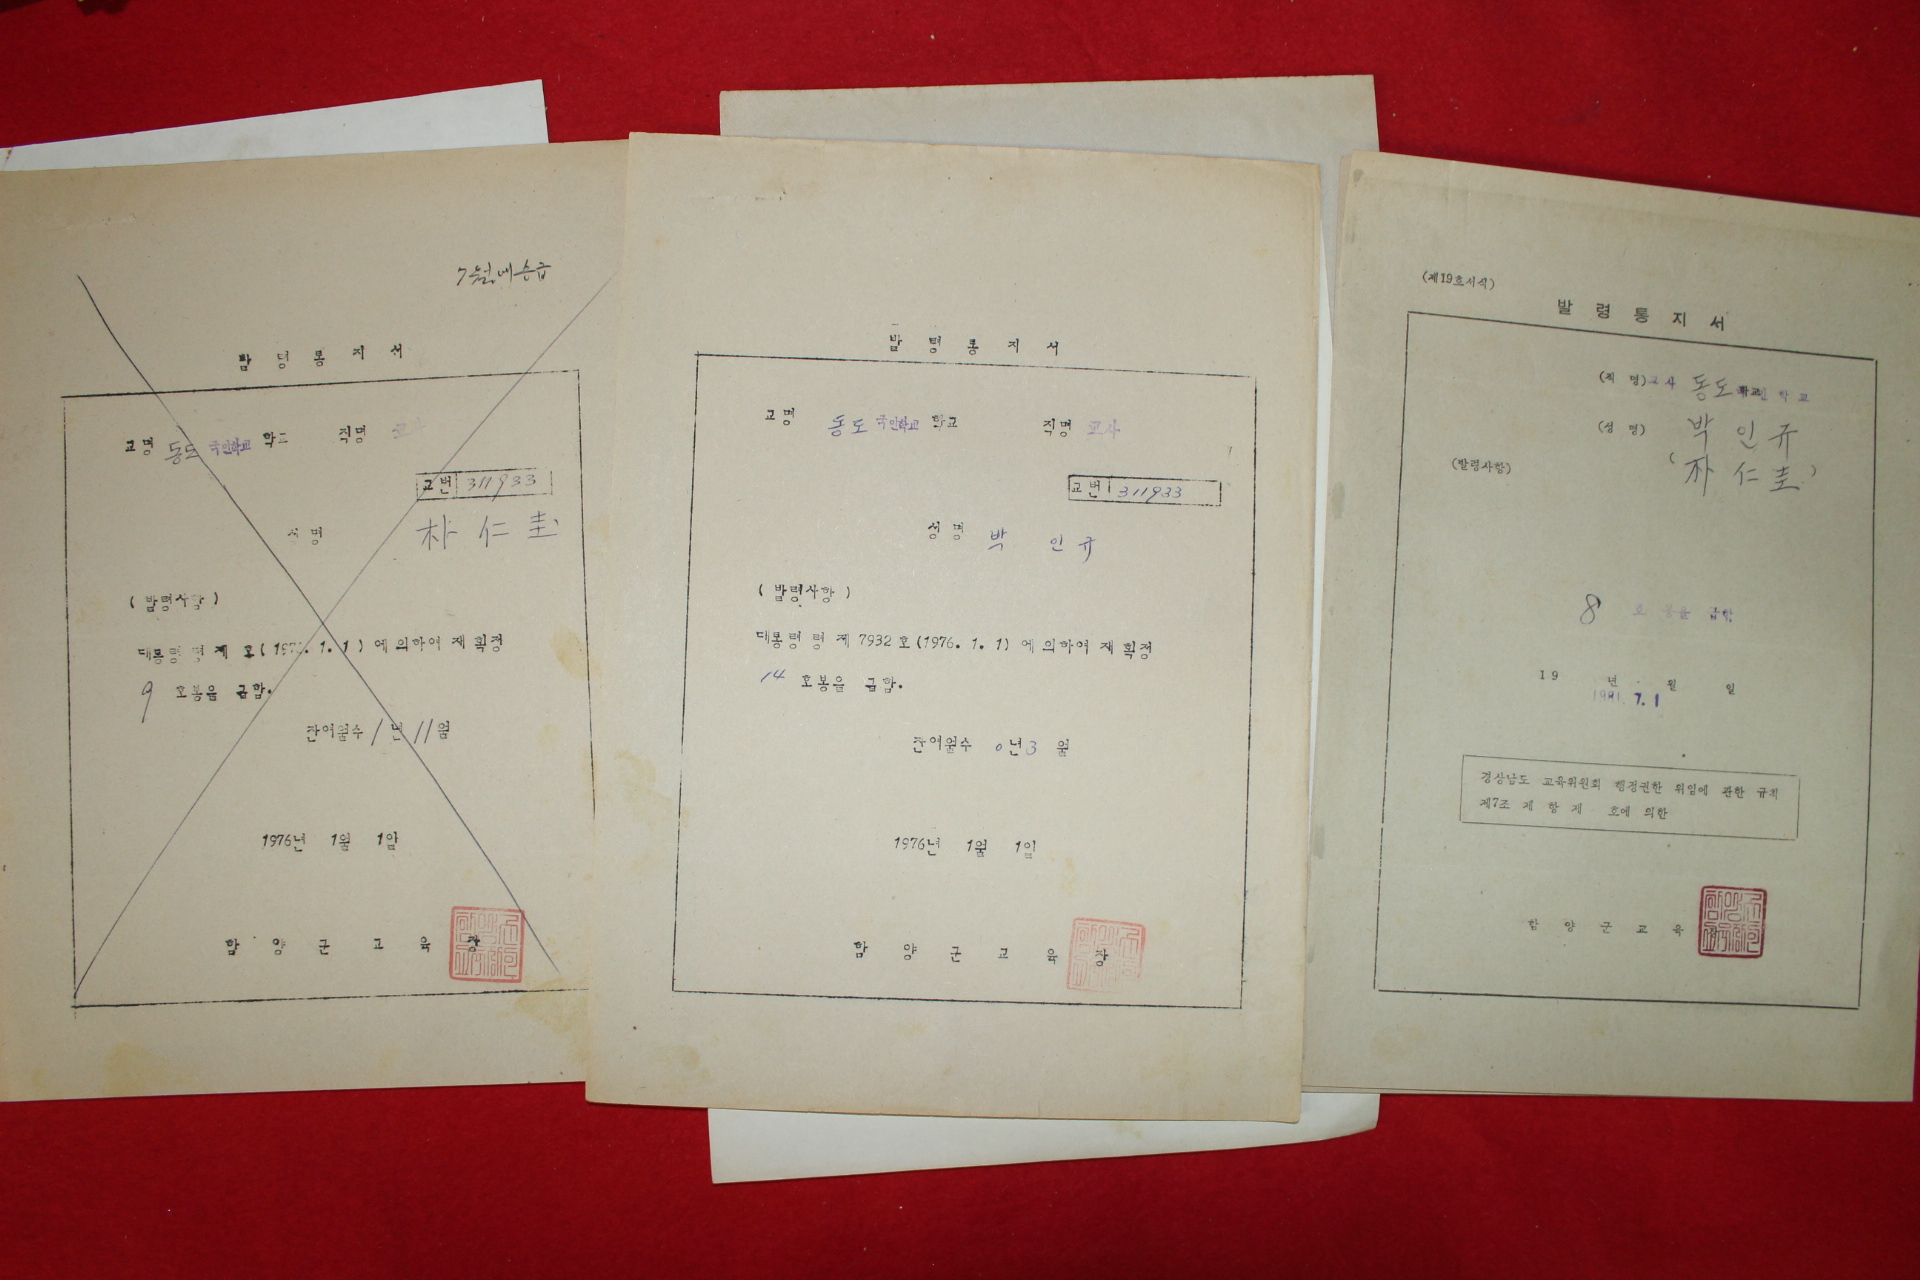 7월에 승급
발령통지서
교명 동도 국민학교 학교 직명 교사
교번 311933
성명 朴仁圭
(발령사항)
대통령령 제 호(197 . 1. 1)에 의하여 재획정
9 호봉을 급함.
잔여월수 1년 11월
1976년 1월 1일
함양군교육장
발령통지서
교명 동도 국민학교 학교 직명 교사
교번 311933
성명 박인규
(발령사항)
대통령령 제 7932 호(1976. 1. 1)에 의하여 재획정
14 호봉을 급함.
잔여월수 0년 3월
1976년 1월 1일
함양군교육장
(제19호서식)
발령통지서
(직 명) 교사 동도 학교
(성 명) 박인규
(발령사항) (朴仁圭)
8 호봉을 급함
19 년 월 일
7. 1
경상남도 교육위원회 행정권한 위임에 관한 규칙
제7조 제 항 제 호에 의한
함양군교육